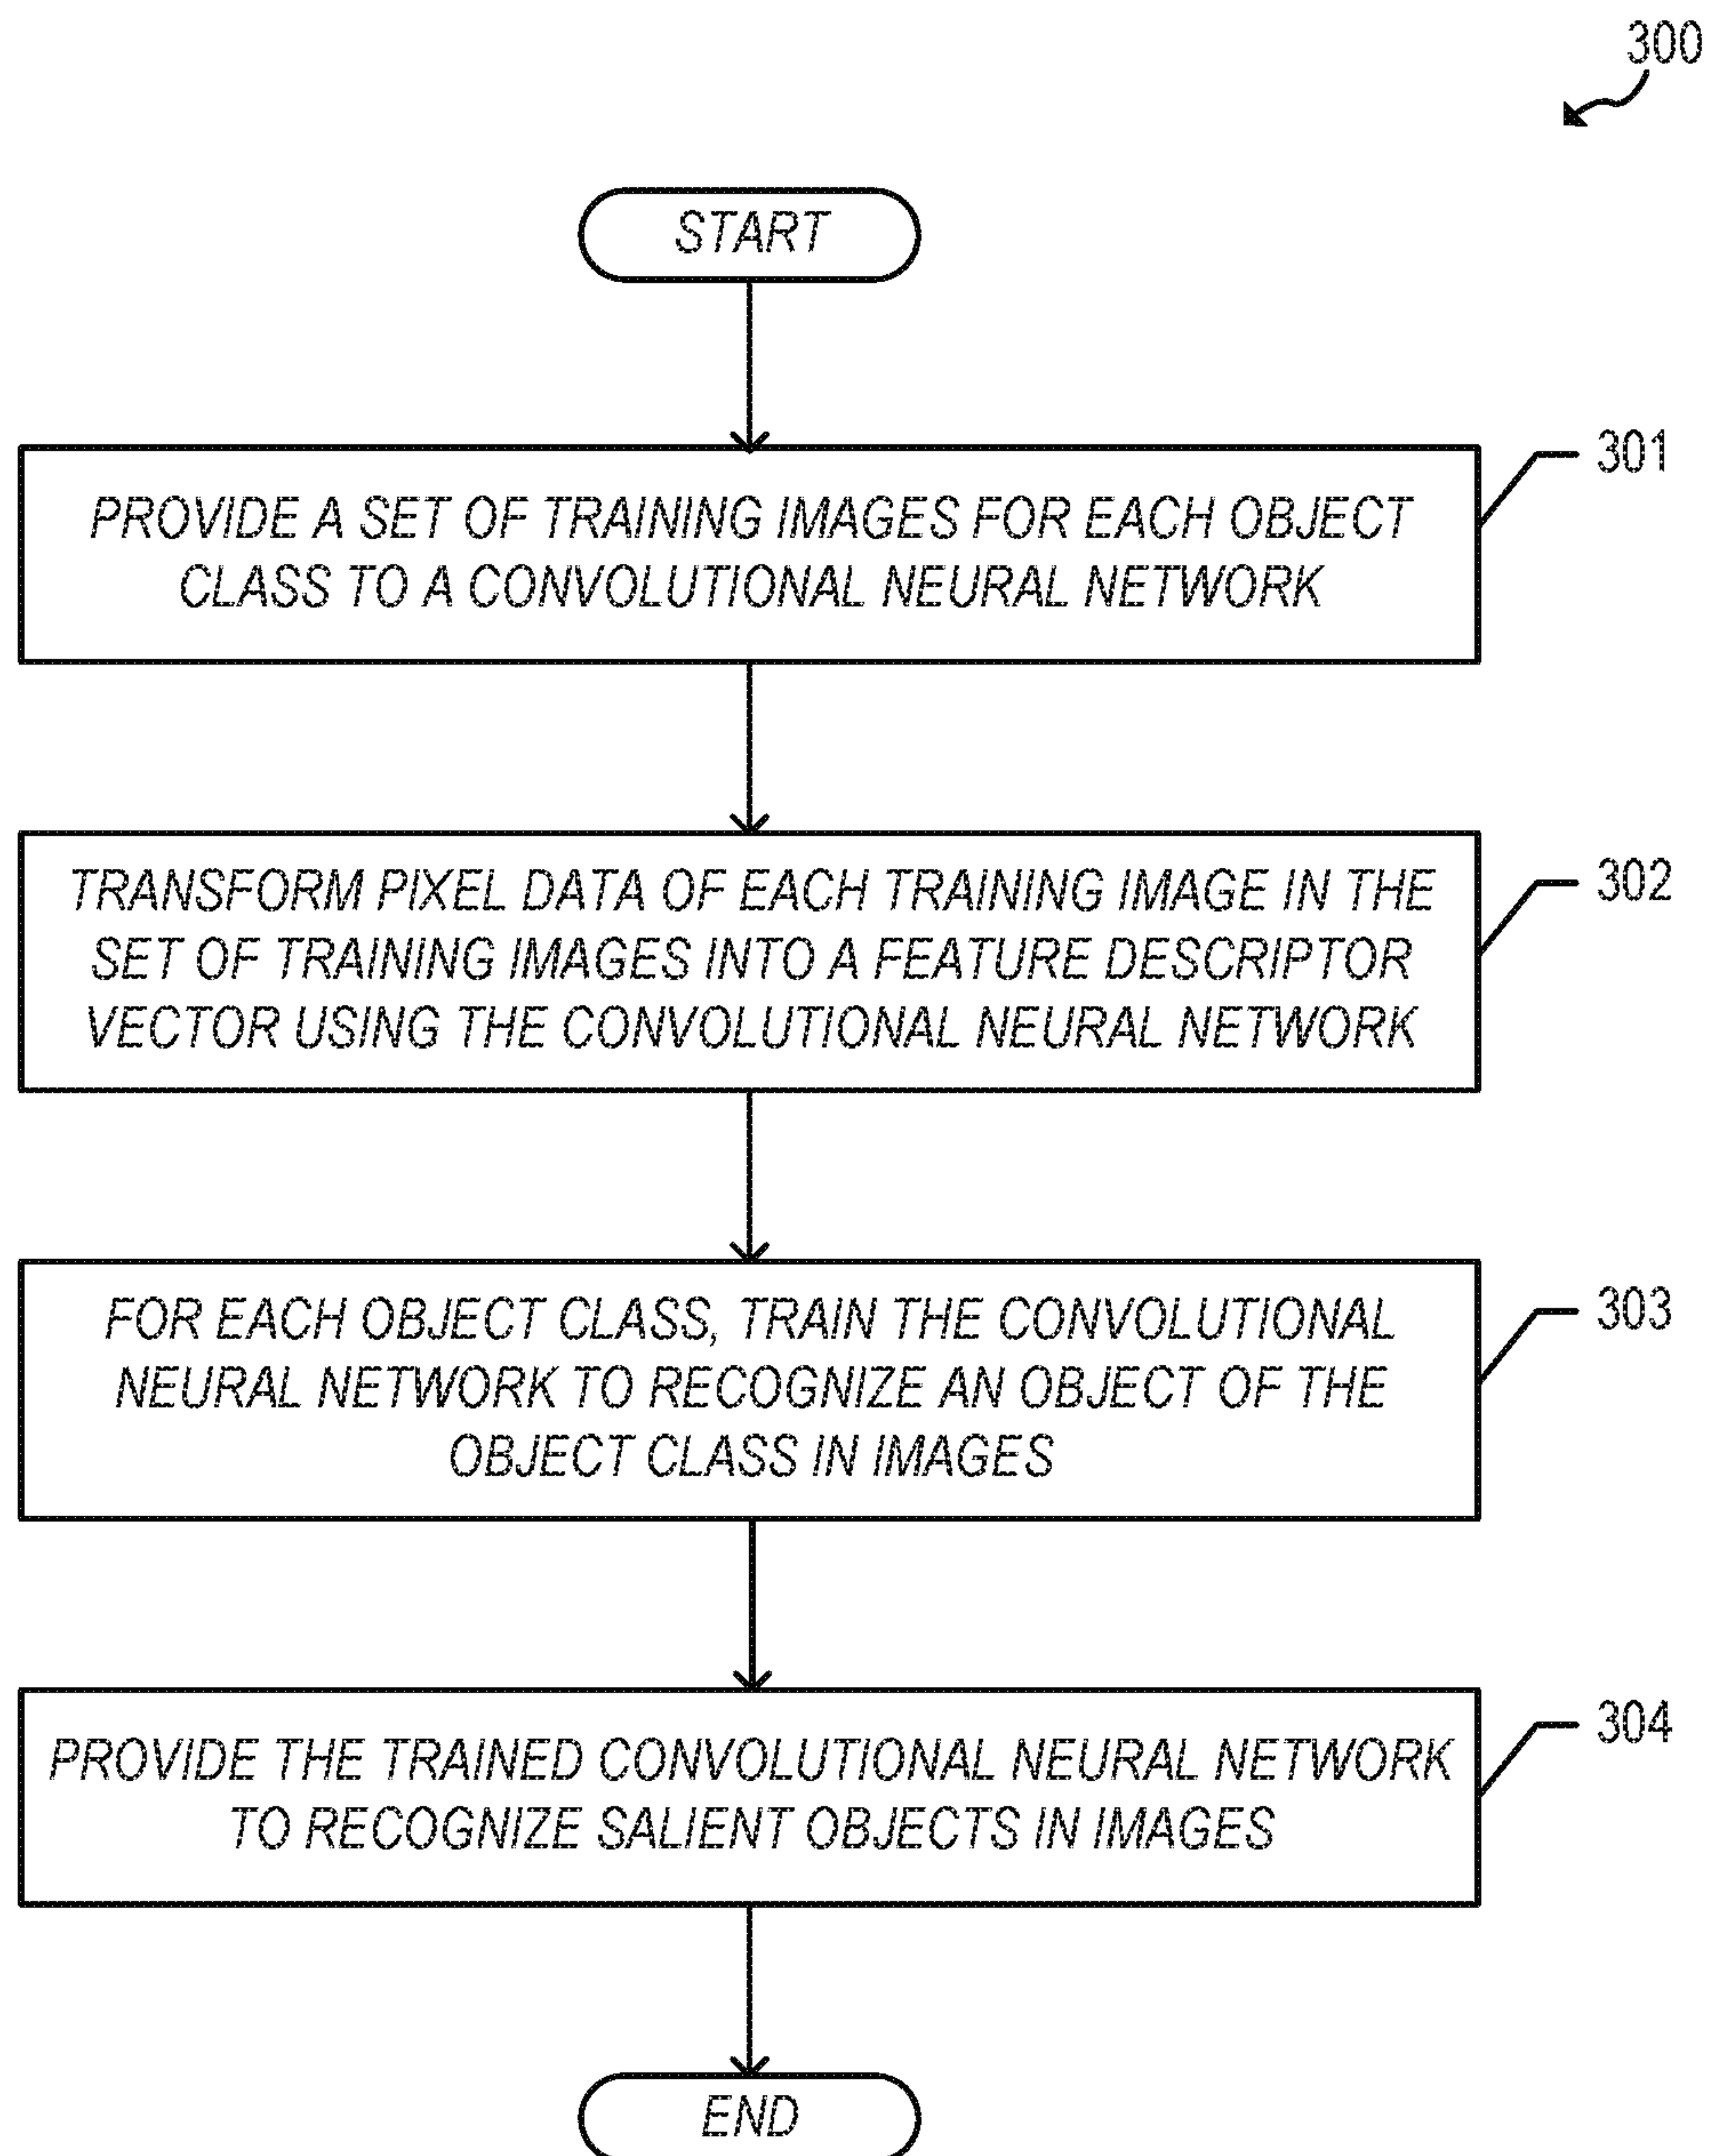 300
START
301
PROVIDE A SET OF TRAINING IMAGES FOR EACH OBJECT
CLASS TO A CONVOLUTIONAL NEURAL NETWORK
302
TRANSFORM PIXEL DATA OF EACH TRAINING IMAGE IN THE
SET OF TRAINING IMAGES INTO A FEATURE DESCRIPTOR
VECTOR USING THE CONVOLUTIONAL NEURAL NETWORK
303
FOR EACH OBJECT CLASS, TRAIN THE CONVOLUTIONAL
NEURAL NETWORK TO RECOGNIZE AN OBJECT OF THE
OBJECT CLASS IN IMAGES
304
PROVIDE THE TRAINED CONVOLUTIONAL NEURAL NETWORK
TO RECOGNIZE SALIENT OBJECTS IN IMAGES
END